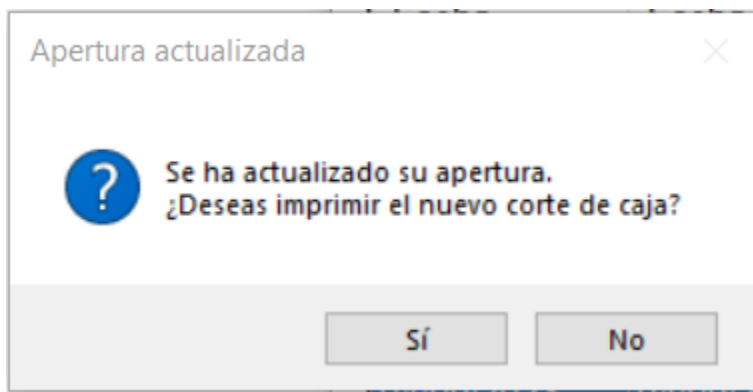 Apertura actualizada
Se ha actualizado su apertura.
¿Deseas imprimir el nuevo corte de caja?
Sí
No